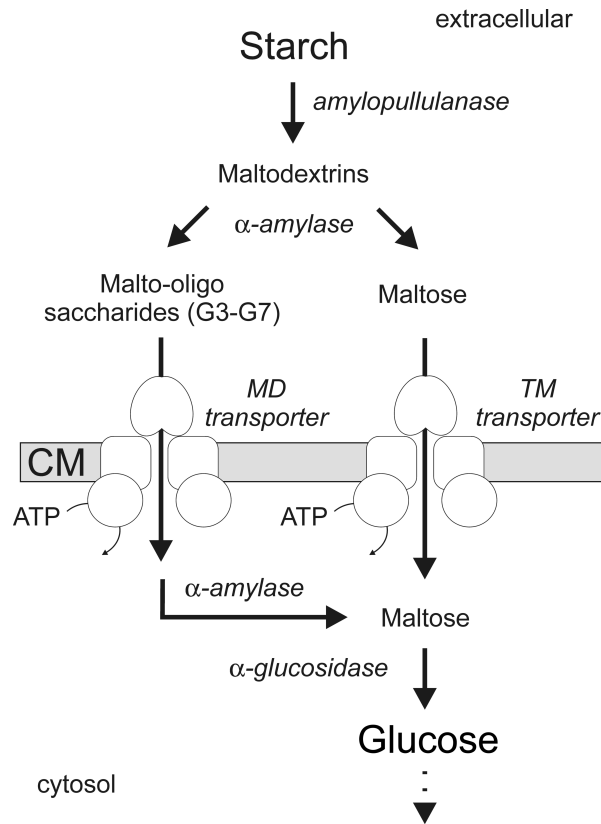 extracellular
Starch
amylopullulanase
Maltodextrins
α-amylase
Malto-oligo
saccharides (G3-G7)
Maltose
MD
transporter
TM
transporter
CM
ATP
ATP
α-amylase
Maltose
α-glucosidase
Glucose
cytosol